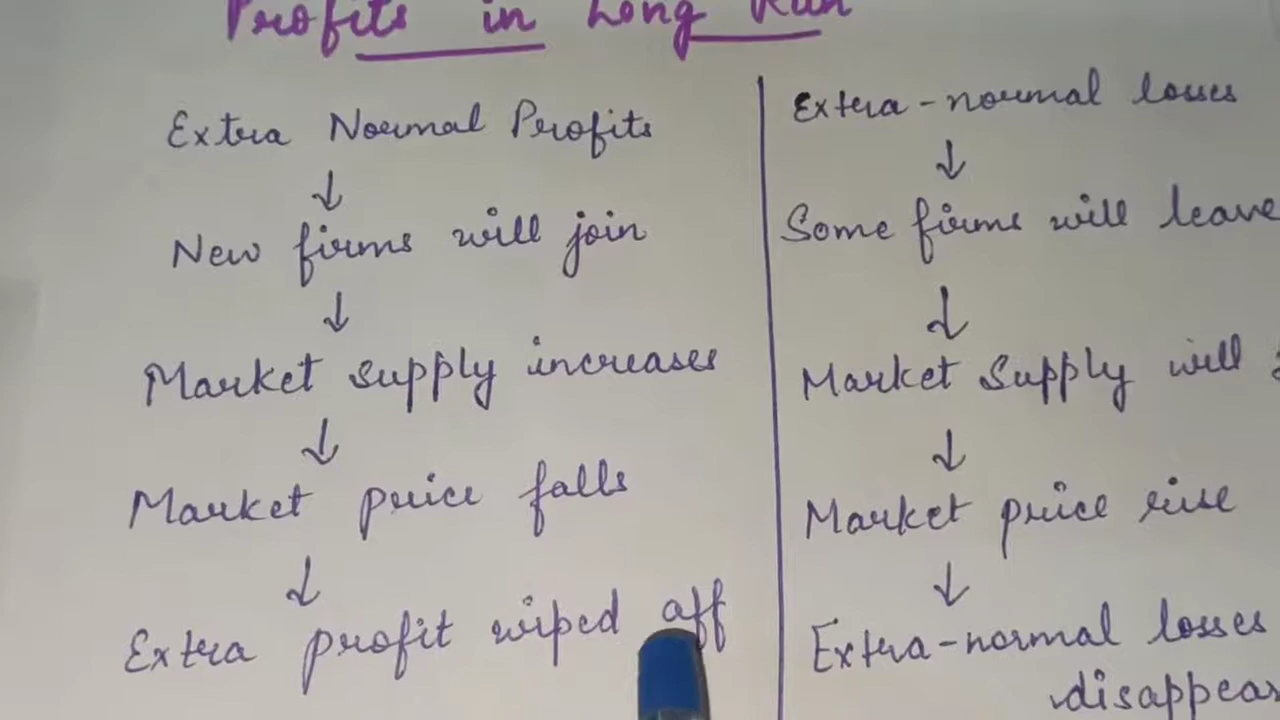 Profits in Long Run
Extra Normal Profits
↓
New firms will join
↓
Market supply increases
↓
Market price falls
↓
Extra profit wiped off
Extra-normal losses
↓
Some firms will leave
↓
Market Supply will
↓
Market price rise
↓
Extra-normal losses
disappear